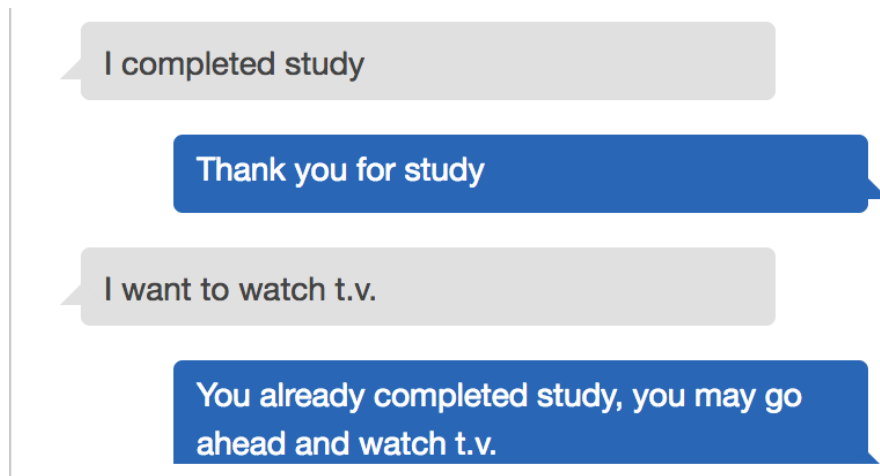 I completed study
Thank you for study
I want to watch t.v.
You already completed study, you may go
ahead and watch t.v.